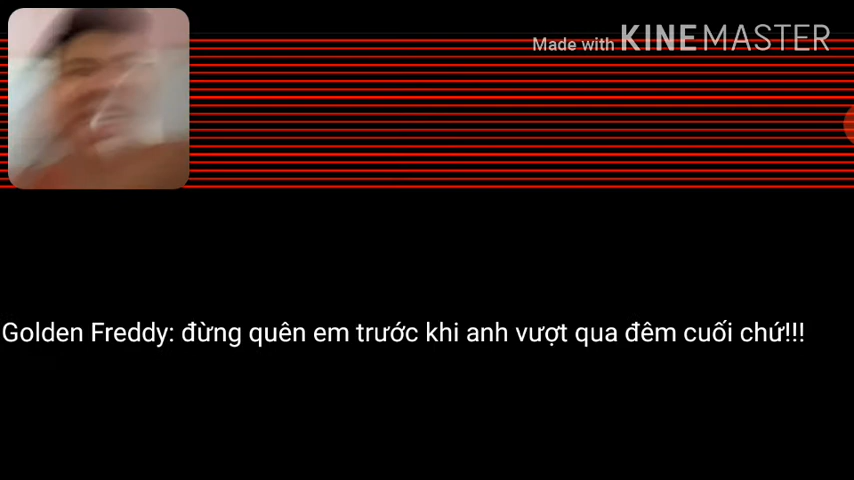 Made with KINEMASTER
Golden Freddy: đừng quên em trước khi anh vượt qua đêm cuối chứ!!!